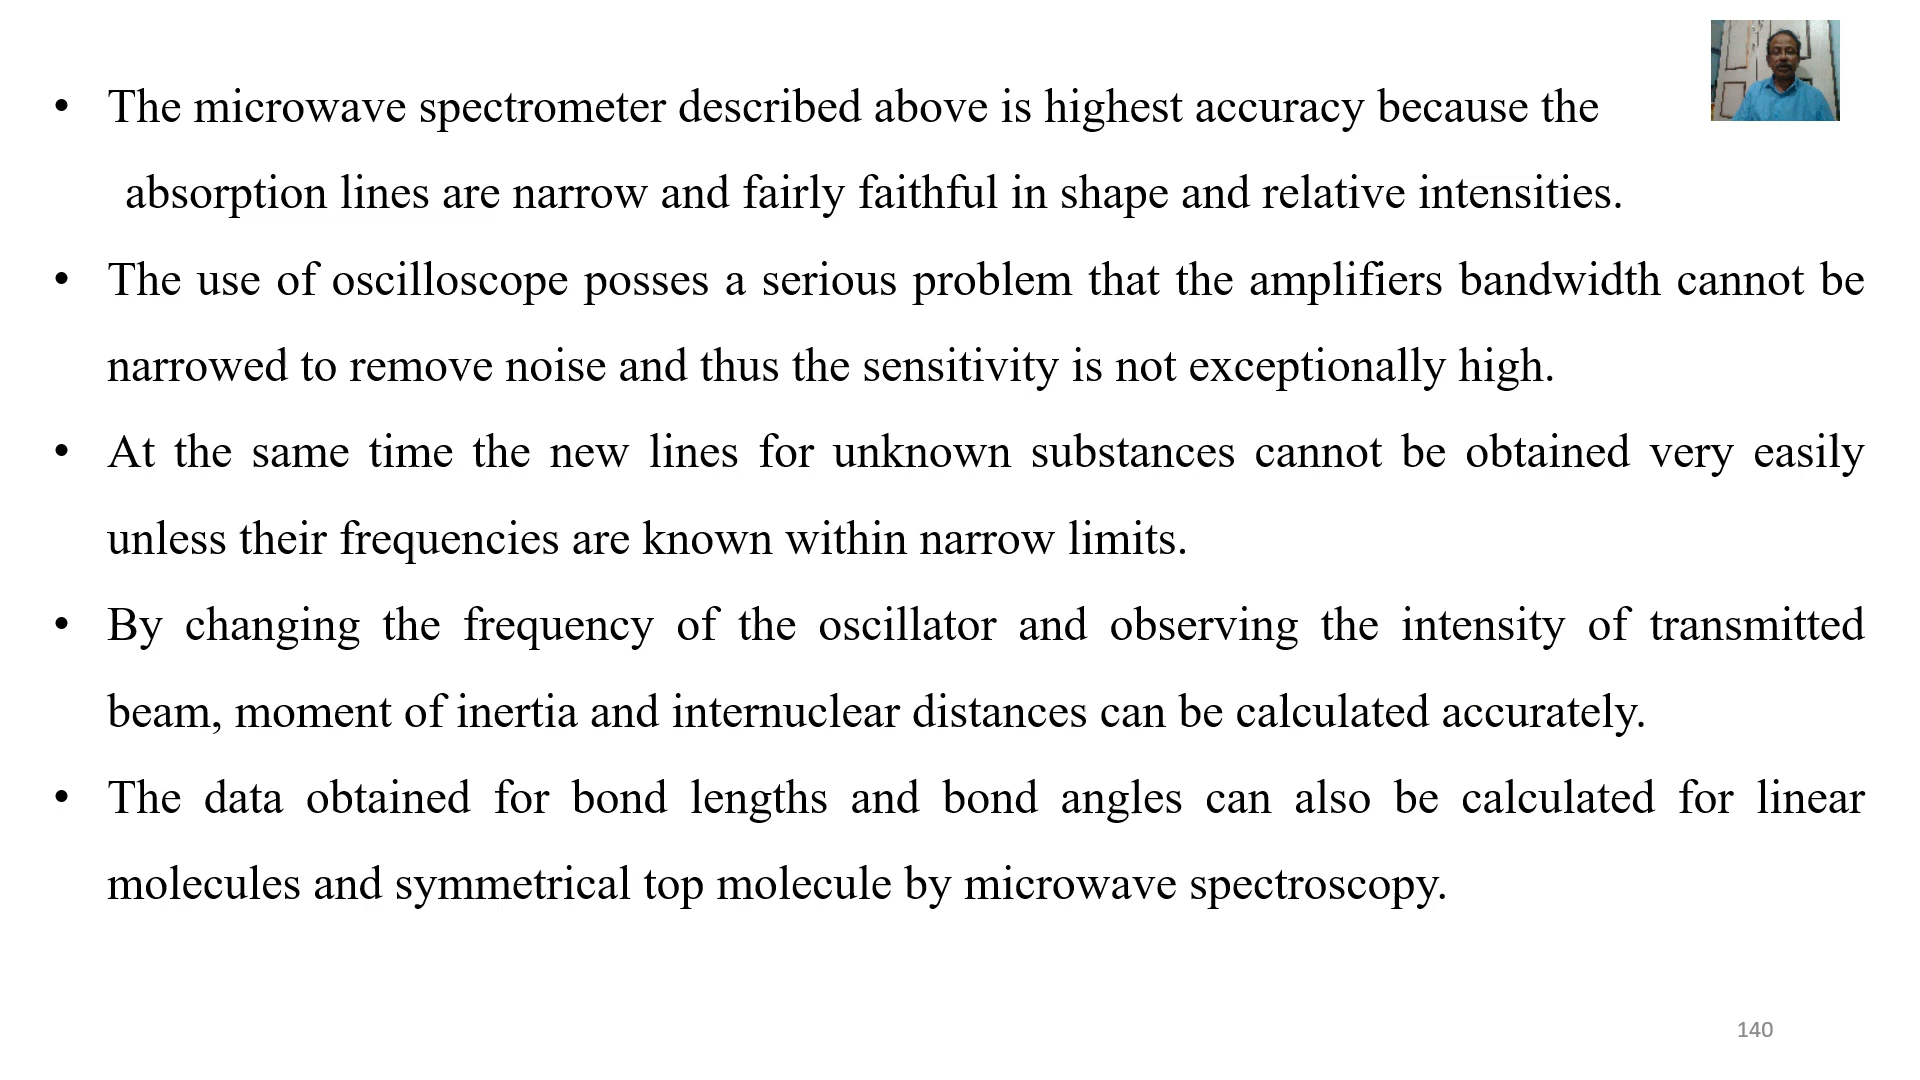 • The microwave spectrometer described above is highest accuracy because the
absorption lines are narrow and fairly faithful in shape and relative intensities.
• The use of oscilloscope posses a serious problem that the amplifiers bandwidth cannot be
narrowed to remove noise and thus the sensitivity is not exceptionally high.
• At the same time the new lines for unknown substances cannot be obtained very easily
unless their frequencies are known within narrow limits.
• By changing the frequency of the oscillator and observing the intensity of transmitted
beam, moment of inertia and internuclear distances can be calculated accurately.
• The data obtained for bond lengths and bond angles can also be calculated for linear
molecules and symmetrical top molecule by microwave spectroscopy.
140